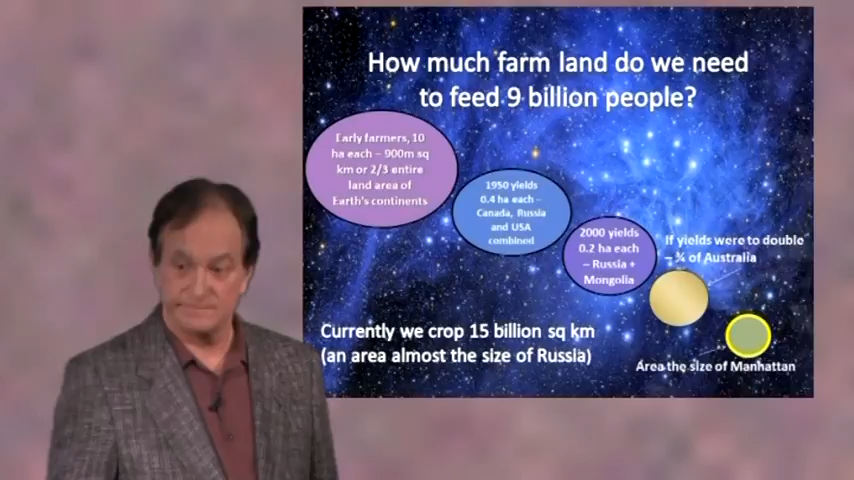 How much farm land do we need
to feed 9 billion people?
Early farmers, 10
ha each – 900m sq
km or 2/3 entire
land area of
Earth's continents
1950 yields
0.4 ha each –
Canada, Russia
and USA
combined
2000 yields
0.2 ha each
– Russia +
Mongolia
If yields were to double
– ¾ of Australia
Currently we crop 15 billion sq km
(an area almost the size of Russia)
Area the size of Manhattan